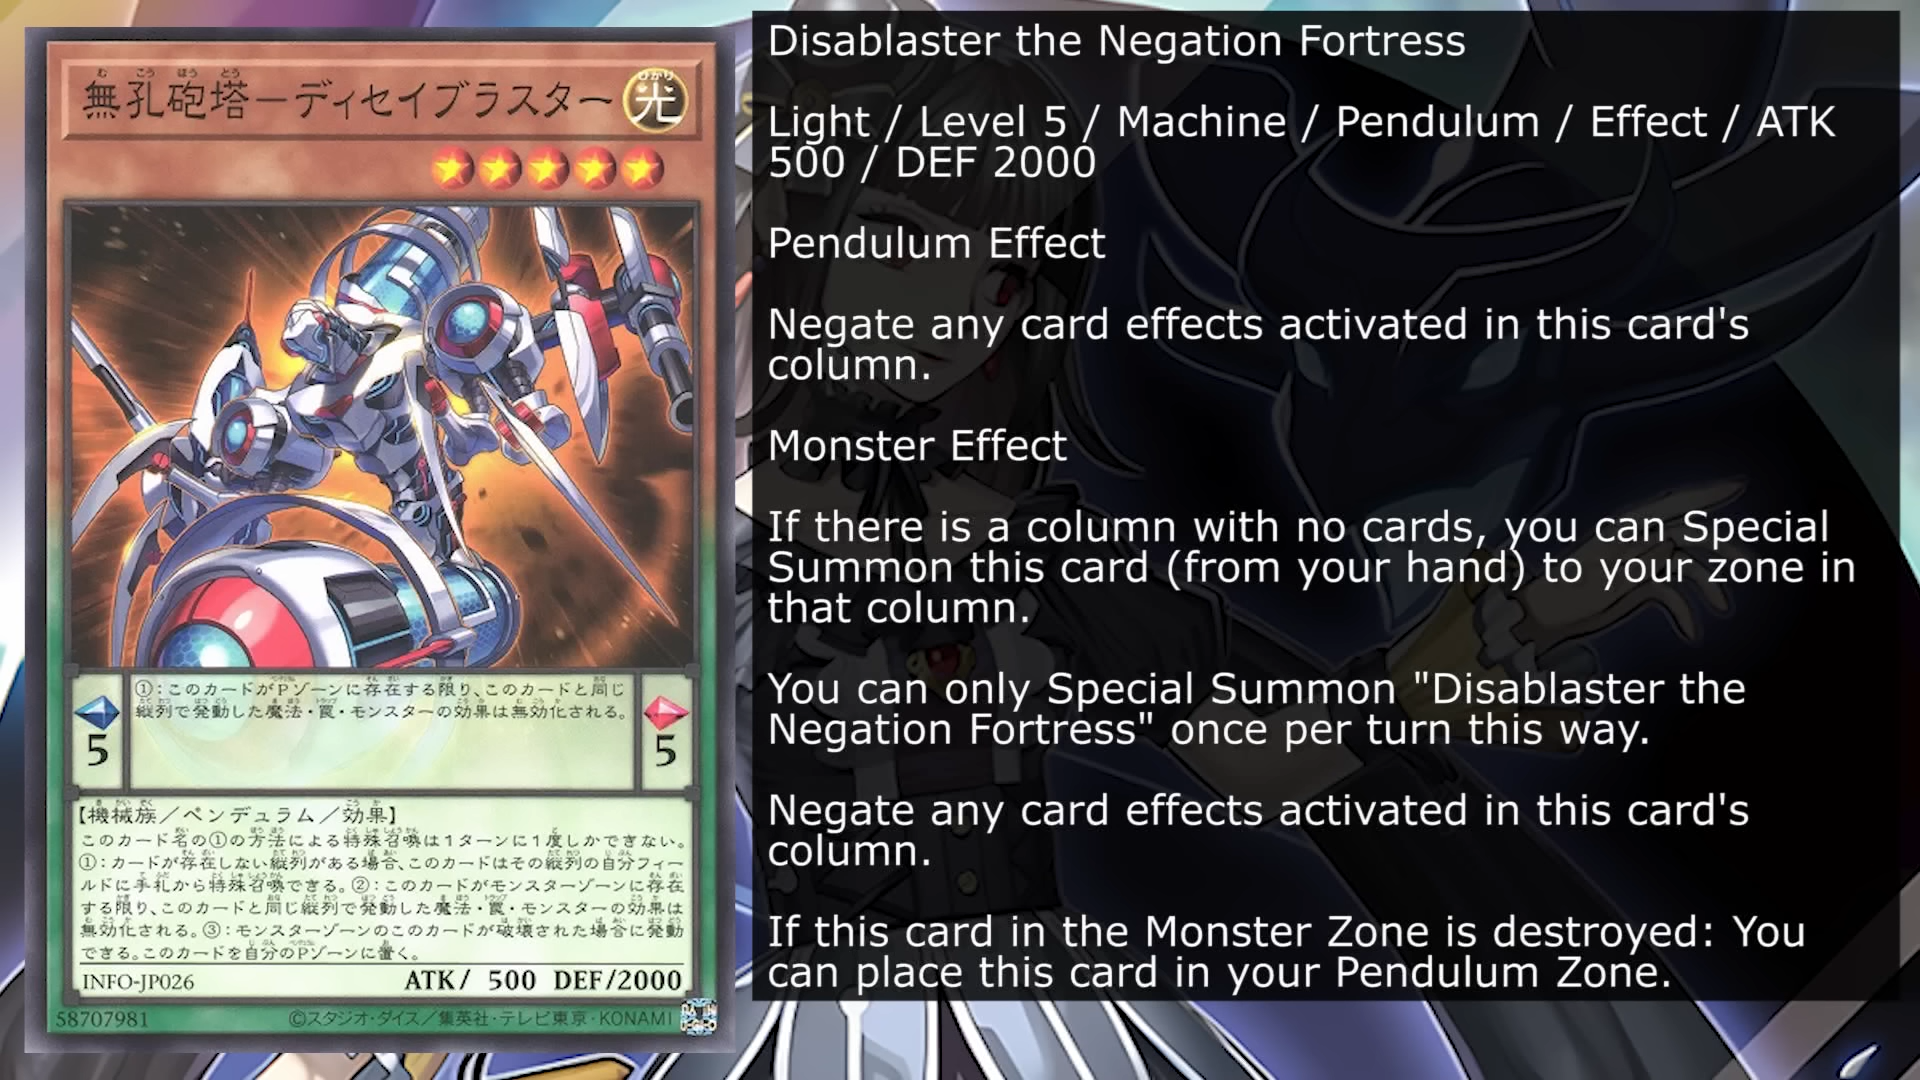 無孔砲塔－ディセイブラスター
光
5
5
①：このカードがPゾーンに存在する限り、このカードと同じ
縦列で発動した魔法・罠・モンスターの効果は無効化される。
【機械族／ペンデュラム／効果】
このカード名の①の方法による特殊召喚は1ターンに1度しかできない。
①：カードが存在しない縦列がある場合、このカードはその縦列の自分フィー
ルドに手札から特殊召喚できる。②：このカードがモンスターゾーンに存在
する限り、このカードと同じ縦列で発動した魔法・罠・モンスターの効果は
無効化される。③：モンスターゾーンのこのカードが破壊された場合に発動
できる。このカードを自分のPゾーンに置く。
INFO-JP026 ATK/ 500 DEF/2000
58707981 ©スタジオ・ダイス／集英社・テレビ東京・KONAMI
Disablaster the Negation Fortress
Light / Level 5 / Machine / Pendulum / Effect / ATK
500 / DEF 2000
Pendulum Effect
Negate any card effects activated in this card's
column.
Monster Effect
If there is a column with no cards, you can Special
Summon this card (from your hand) to your zone in
that column.
You can only Special Summon "Disablaster the
Negation Fortress" once per turn this way.
Negate any card effects activated in this card's
column.
If this card in the Monster Zone is destroyed: You
can place this card in your Pendulum Zone.